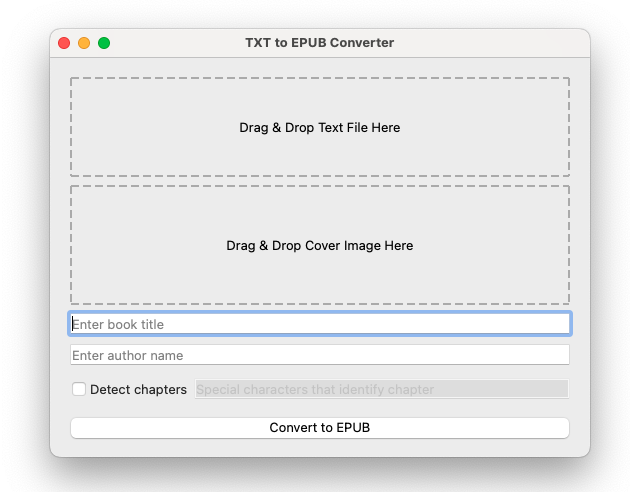 TXT to EPUB Converter
Drag & Drop Text File Here
Drag & Drop Cover Image Here
Enter book title
Enter author name
Detect chapters Special characters that identify chapter
Convert to EPUB